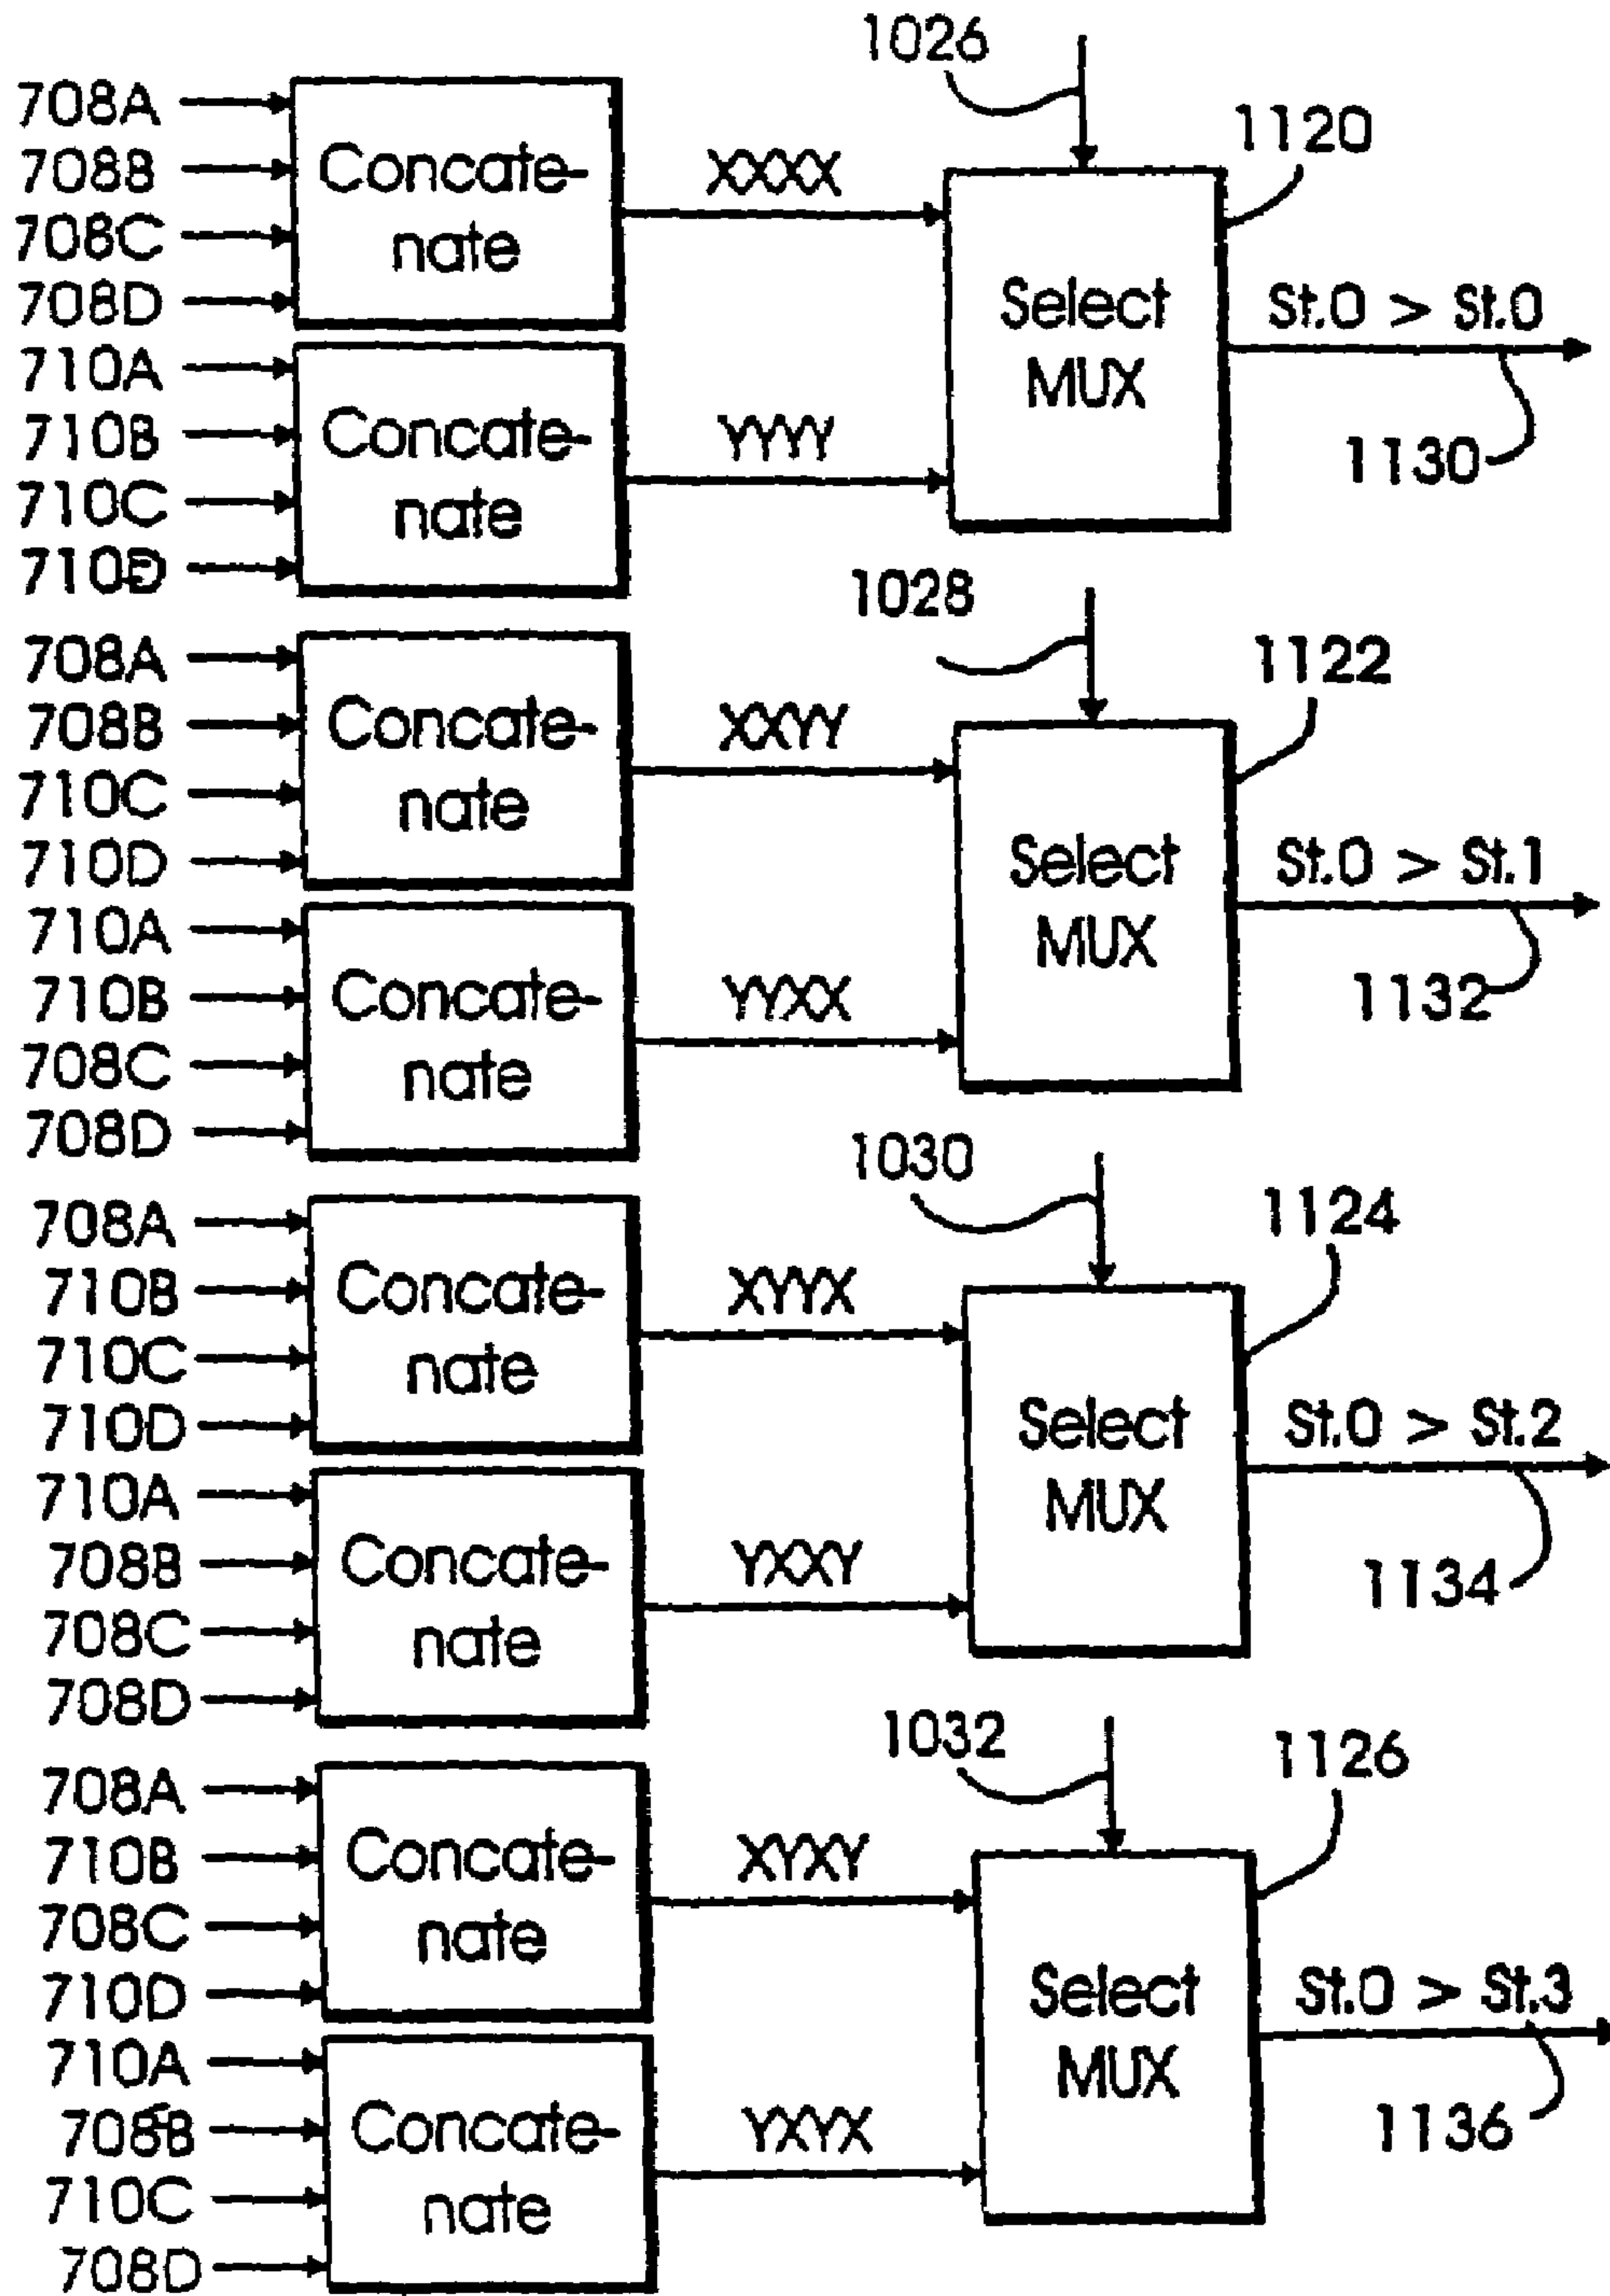 1026
708A
708B
708C
708D
Concate-
nate
XXXX
1120
Select
MUX
St.0 > St.0
1130
710A
710B
710C
710D
Concate-
nate
YYYY
1028
708A
708B
710C
710D
Concate-
nate
XXYY
1122
Select
MUX
St.0 > St.1
1132
710A
710B
708C
708D
Concate-
nate
YYXX
1030
708A
710B
710C
710D
Concate-
nate
XYYX
1124
Select
MUX
St.0 > St.2
1134
710A
708B
708C
708D
Concate-
nate
YXXY
1032
708A
710B
708C
710D
Concate-
nate
XYXY
1126
Select
MUX
St.0 > St.3
1136
710A
708B
710C
708D
Concate-
nate
YXYX